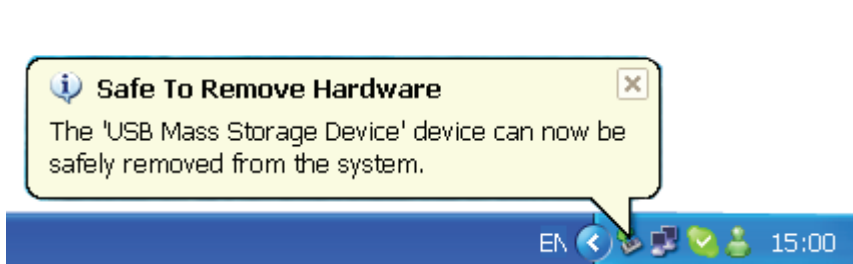 Safe To Remove Hardware
The 'USB Mass Storage Device' device can now be
safely removed from the system.
EN 15:00